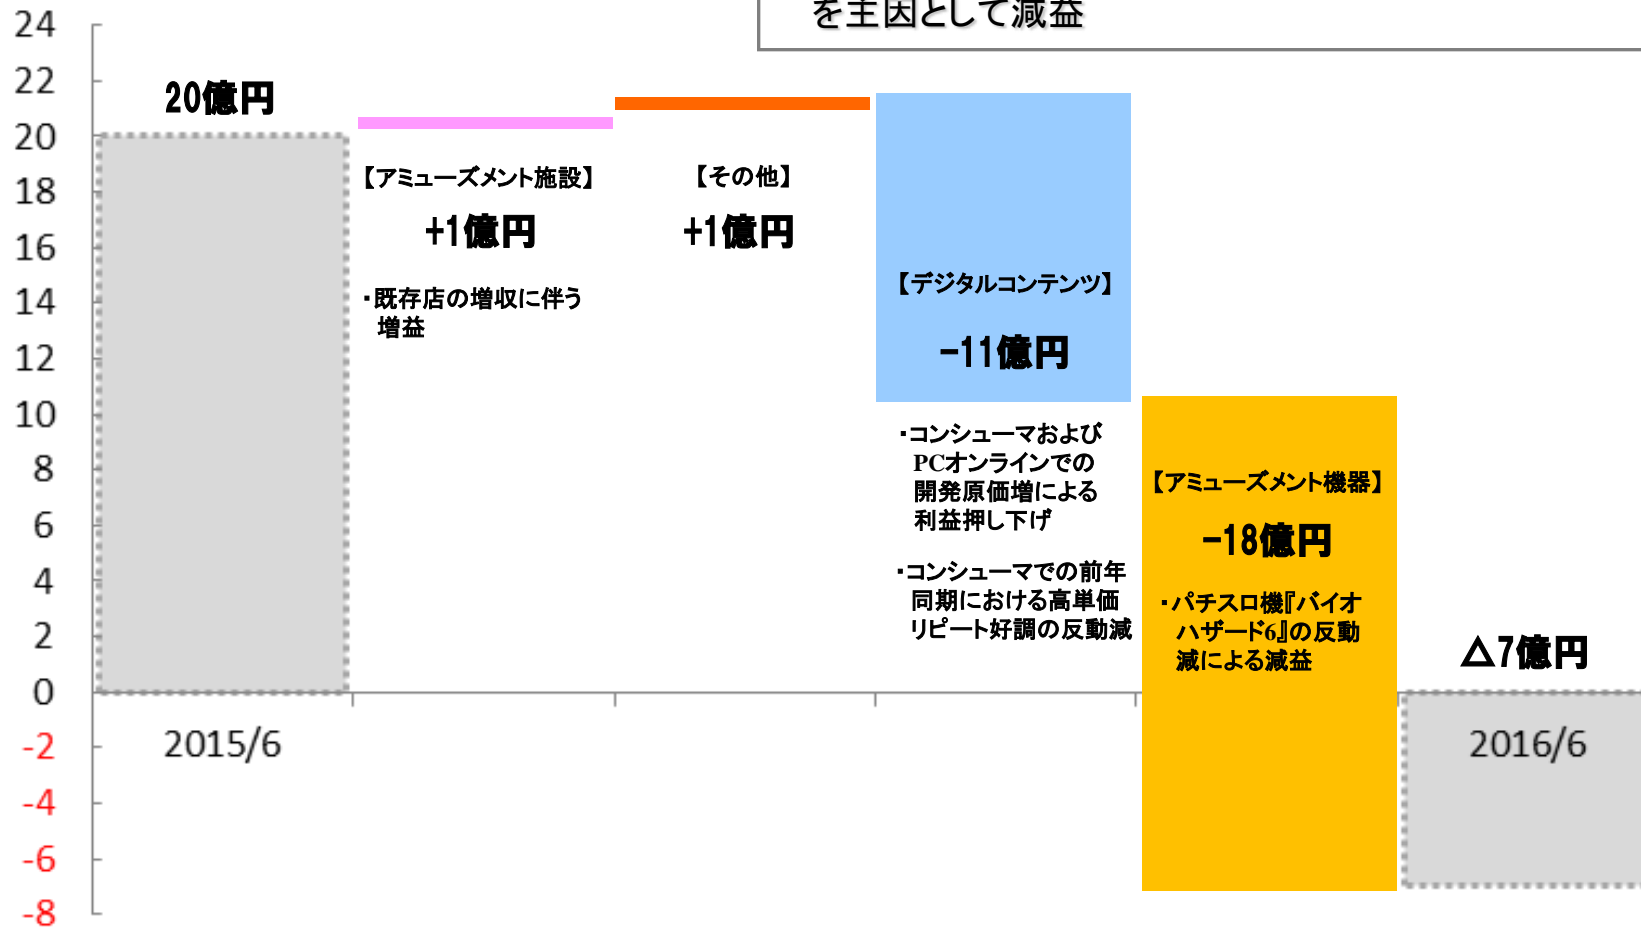 を主因として減益
24
22
20
18
16
14
12
10
8
6
4
2
0
-2
-4
-6
-8
20億円
2015/6
【アミューズメント施設】
+1億円
・既存店の増収に伴う
増益
【その他】
+1億円
【デジタルコンテンツ】
-11億円
・コンシューマおよび
PCオンラインでの
開発原価増による
利益押し下げ
・コンシューマでの前年
同期における高単価
リピート好調の反動減
【アミューズメント機器】
-18億円
・パチスロ機『バイオ
ハザード6』の反動
減による減益
△7億円
2016/6